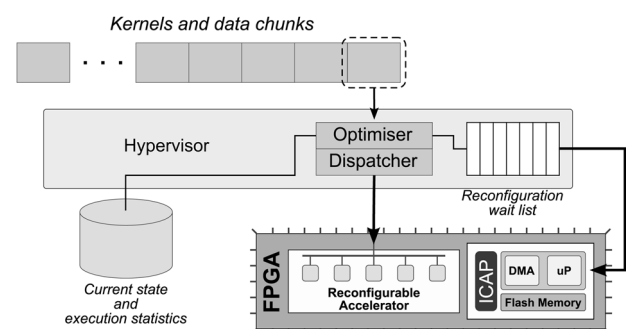 Kernels and data chunks
Hypervisor
Optimiser
Dispatcher
Reconfiguration
wait list
Current state
and
execution statistics
FPGA
Reconfigurable
Accelerator
ICAP
DMA
uP
Flash Memory